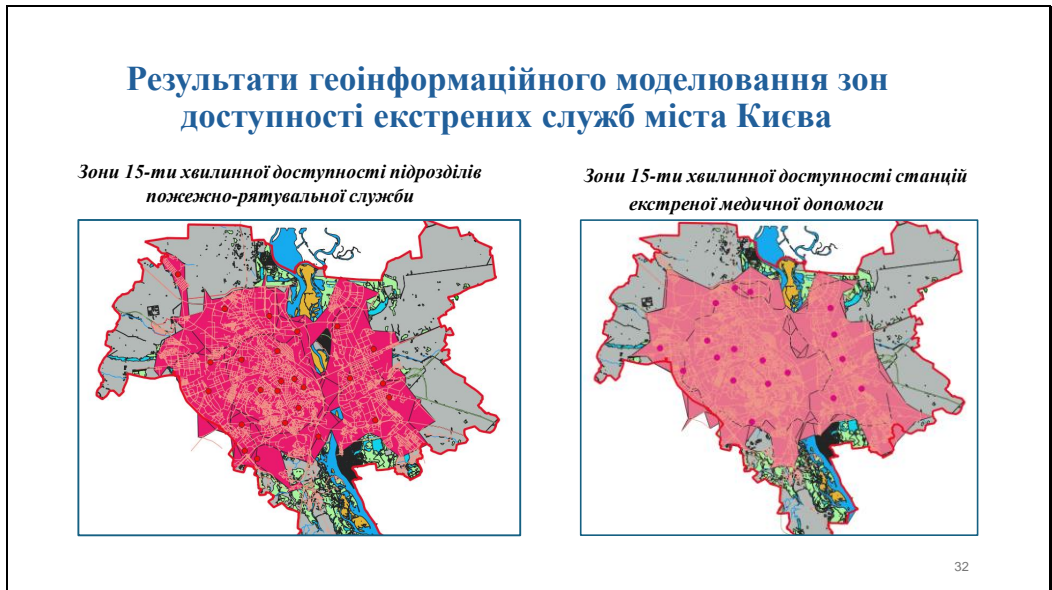 Результати геоінформаційного моделювання зон
доступності екстрених служб міста Києва
Зони 15-ти хвилинної доступності підрозділів
пожежно-рятувальної служби
Зони 15-ти хвилинної доступності станцій
екстреної медичної допомоги
32